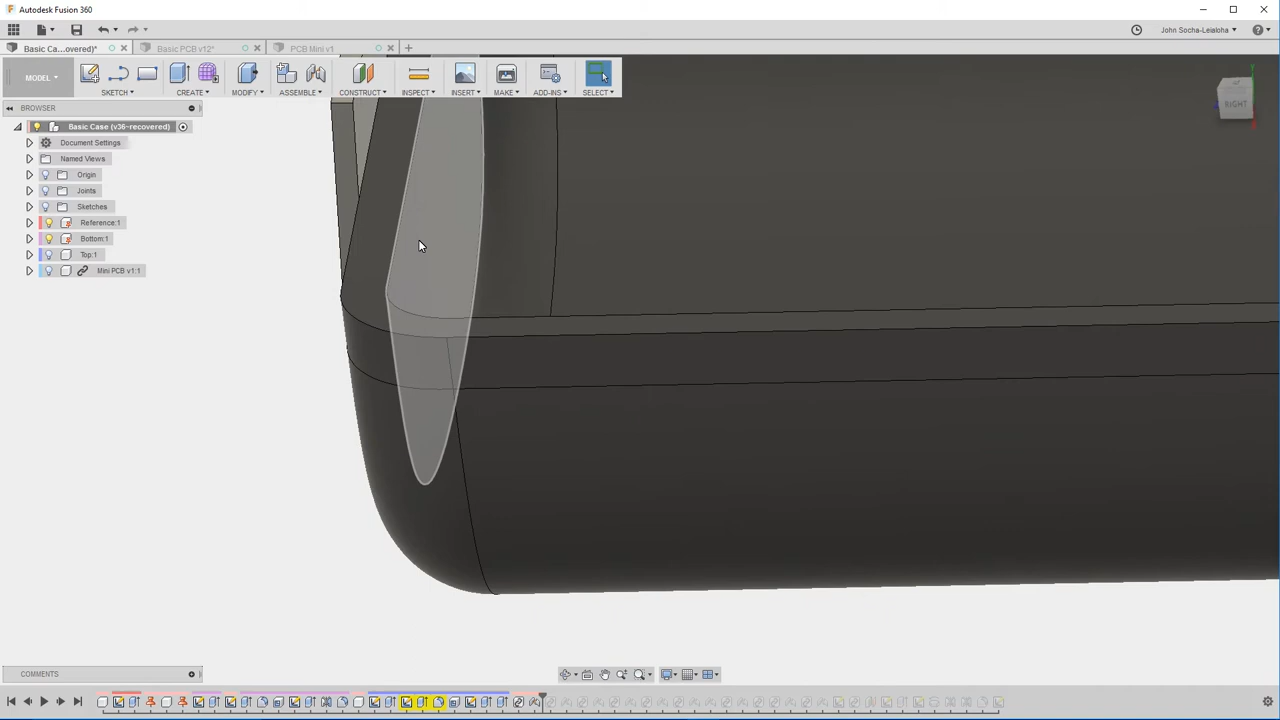 Autodesk Fusion 360
John Socha-Leialoha
Basic Ca...overed)*
Basic PCB v12*
PCB Mini v1
MODEL
SKETCH
CREATE
MODIFY
ASSEMBLE
CONSTRUCT
INSPECT
INSERT
MAKE
ADD-INS
SELECT
RIGHT
BROWSER
Basic Case (v36~recovered)
Document Settings
Named Views
Origin
Joints
Sketches
Reference:1
Bottom:1
Top:1
Mini PCB v1:1
COMMENTS